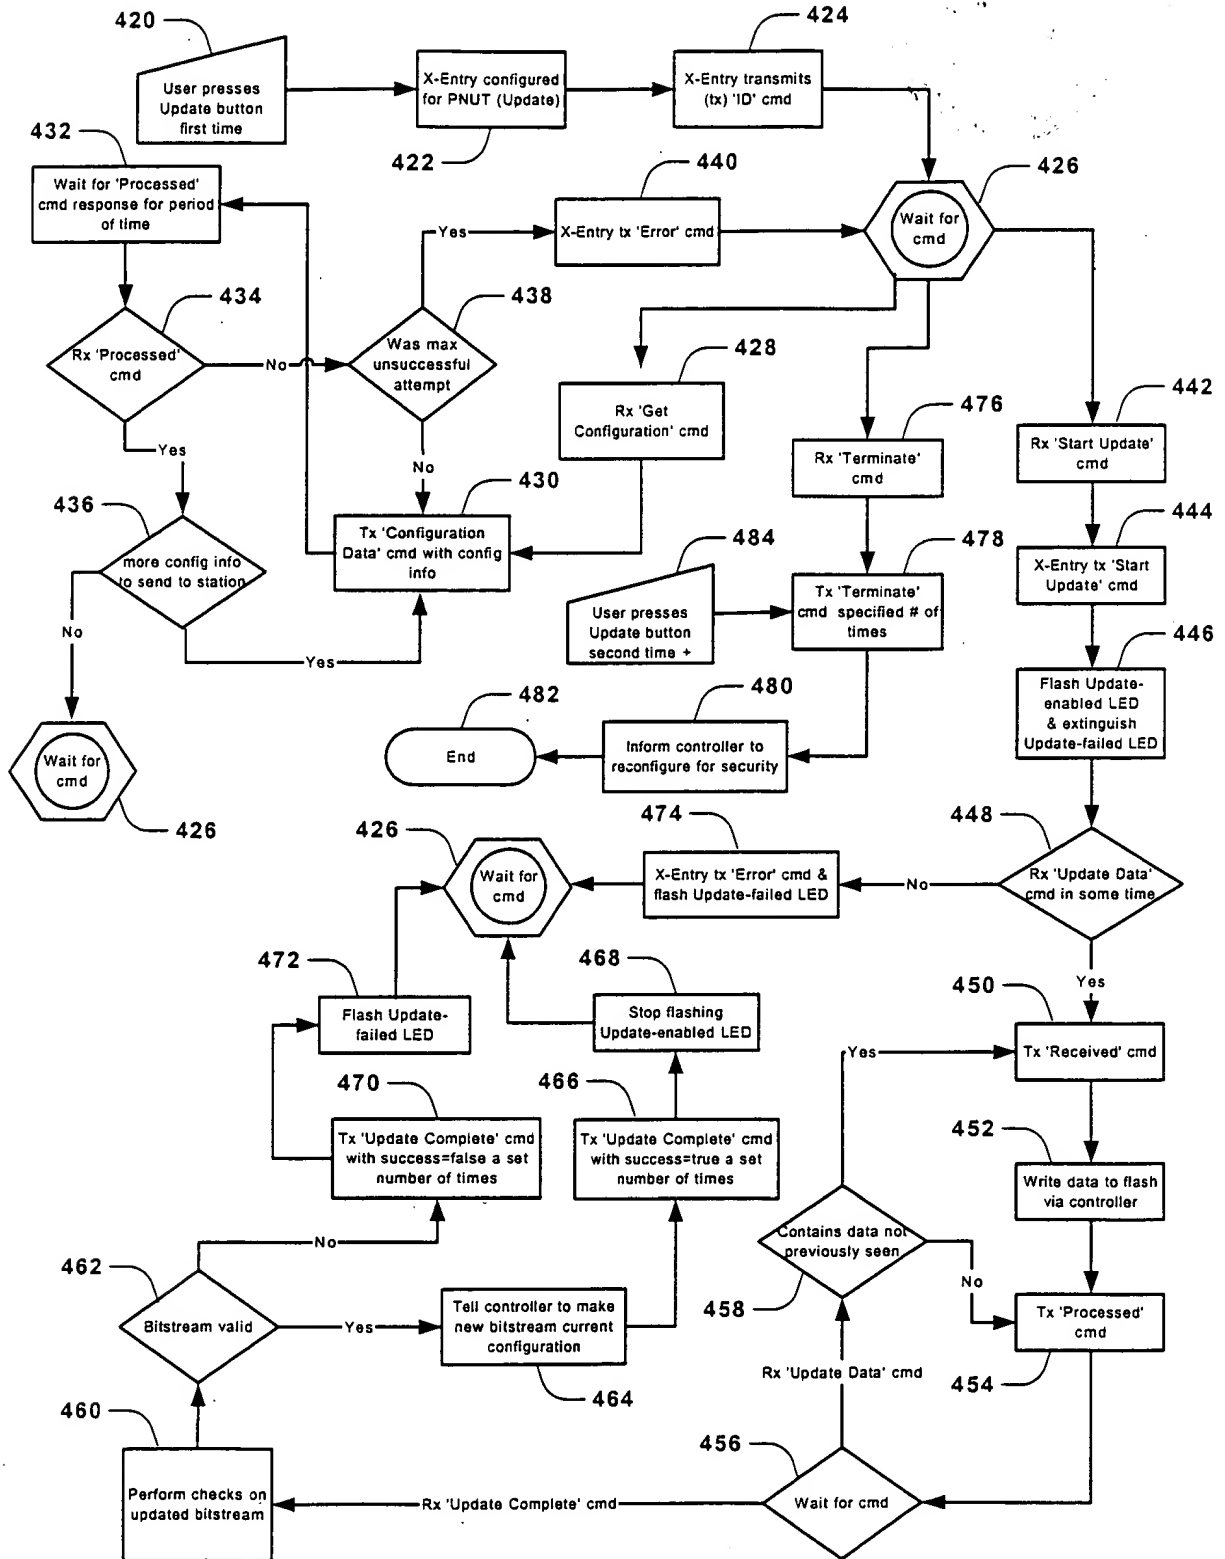 420
User presses
Update button
first time
X-Entry configured
for PNUT (Update)
422
424
X-Entry transmits
(tx) 'ID' cmd
426
Wait for
cmd
432
Wait for 'Processed'
cmd response for period
of time
440
X-Entry tx 'Error' cmd
Yes
434
Rx 'Processed'
cmd
No
438
Was max
unsuccessful
attempt
No
Yes
428
Rx 'Get
Configuration' cmd
430
Tx 'Configuration
Data' cmd with config
info
436
more config info
to send to station
No
Yes
Wait for
cmd
426
476
Rx 'Terminate'
cmd
484
User presses
Update button
second time +
478
Tx 'Terminate'
cmd specified # of
times
480
Inform controller to
reconfigure for security
482
End
442
Rx 'Start Update'
cmd
444
X-Entry tx 'Start
Update' cmd
446
Flash Update-
enabled LED
& extinguish
Update-failed LED
448
Rx 'Update Data'
cmd in some time
No
Yes
474
X-Entry tx 'Error' cmd &
flash Update-failed LED
426
Wait for
cmd
472
Flash Update-
failed LED
468
Stop flashing
Update-enabled LED
470
Tx 'Update Complete' cmd
with success=false a set
number of times
466
Tx 'Update Complete' cmd
with success=true a set
number of times
450
Tx 'Received' cmd
452
Write data to flash
via controller
Yes
Contains data not
previously seen
458
No
Tx 'Processed'
cmd
454
Rx 'Update Data' cmd
456
Wait for cmd
Rx 'Update Complete' cmd
462
Bitstream valid
No
Yes
Tell controller to make
new bitstream current
configuration
464
460
Perform checks on
updated bitstream